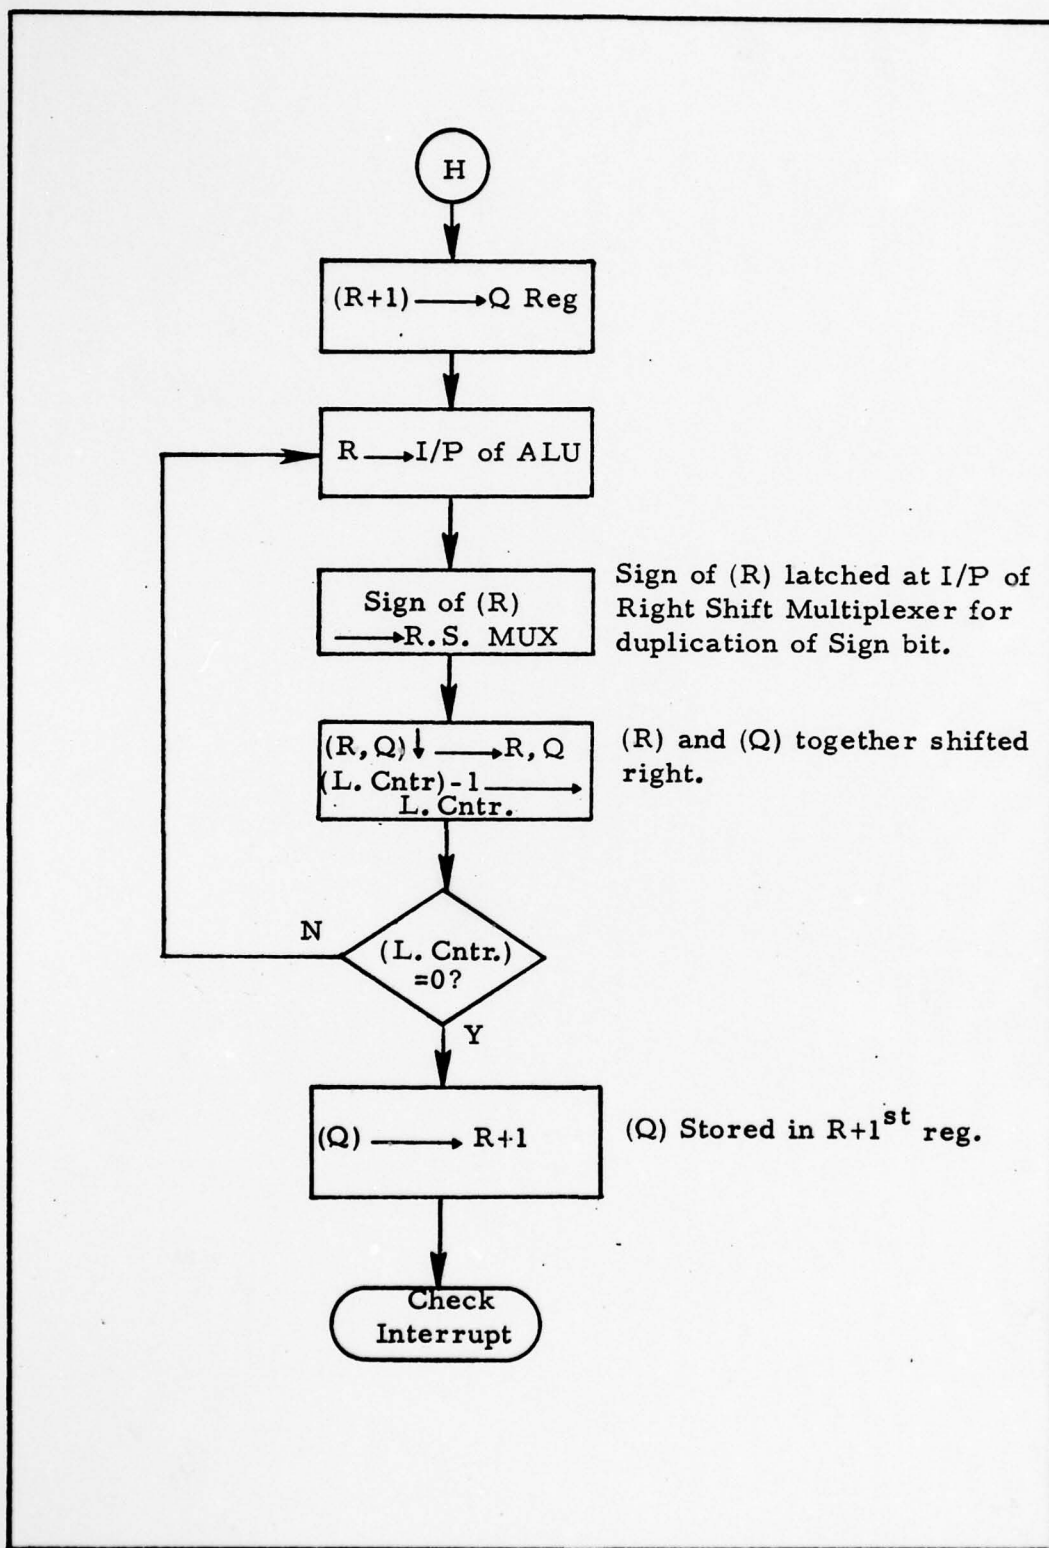 H
(R+1) ⟶ Q Reg
R ⟶ I/P of ALU
Sign of (R)
⟶ R.S. MUX
Sign of (R) latched at I/P of
Right Shift Multiplexer for
duplication of Sign bit.
(R, Q)↓ ⟶ R, Q
(L. Cntr)-1 ⟶
L. Cntr.
(R) and (Q) together shifted
right.
N
(L. Cntr.)
=0?
Y
(Q) ⟶ R+1
(Q) Stored in R+1st reg.
Check
Interrupt